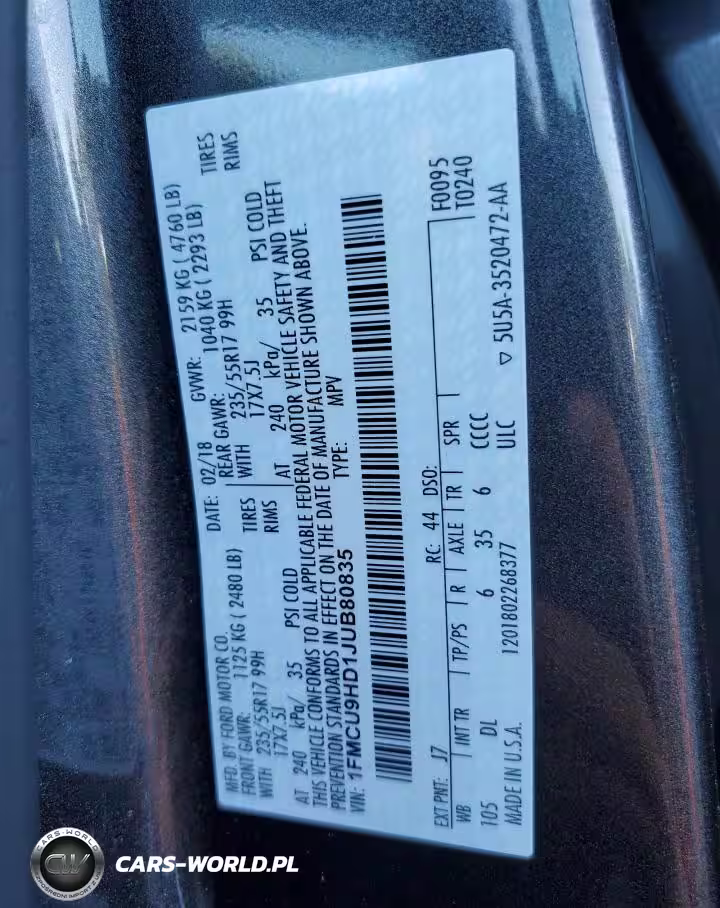 MFD. BY FORD MOTOR CO. DATE: 02/18 GVWR: 2159 KG ( 4760 LB)
FRONT GAWR: 1125 KG ( 2480 LB) REAR GAWR: 1040 KG ( 2293 LB)
WITH 235/55R17 99H TIRES WITH 235/55R17 99H TIRES
17X7.5J RIMS 17X7.5J RIMS
AT 240 kPa/ 35 PSI COLD AT 240 kPa/ 35 PSI COLD
THIS VEHICLE CONFORMS TO ALL APPLICABLE FEDERAL MOTOR VEHICLE SAFETY AND THEFT
PREVENTION STANDARDS IN EFFECT ON THE DATE OF MANUFACTURE SHOWN ABOVE.
VIN: 1FMCU9HD1JUB80835 TYPE: MPV
EXT PNT: J7 RC: 44 DSO: F0095
WB INT TR TP/PS R AXLE TR SPR T0240
105 DL 6 35 6 CCCC
MADE IN U.S.A. 1201802268377 ULC ▽ 5U5A-3520472-AA
CARS-WORLD
CW
CARS-WORLD.PL